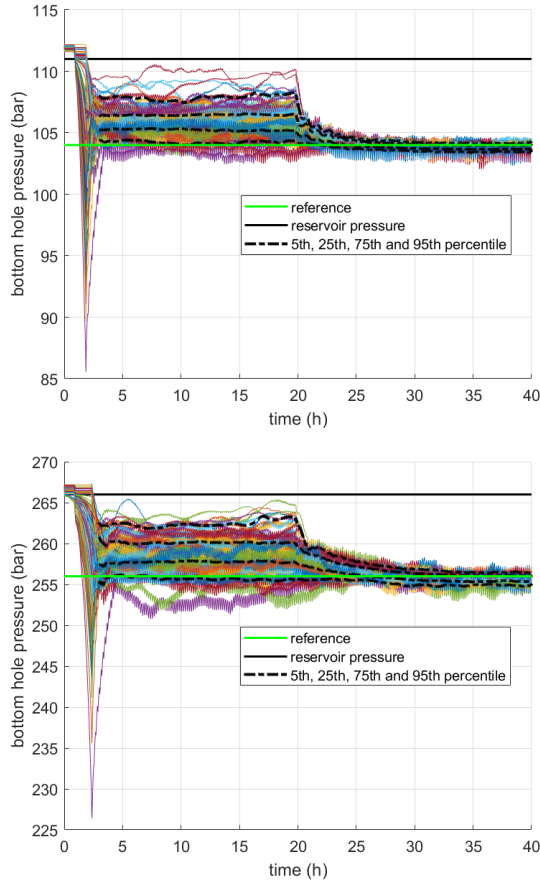 115
110
105
100
95
90
85
bottom hole pressure (bar)
reference
reservoir pressure
5th, 25th, 75th and 95th percentile
0 5 10 15 20 25 30 35 40
time (h)
270
265
260
255
250
245
240
235
230
225
bottom hole pressure (bar)
reference
reservoir pressure
5th, 25th, 75th and 95th percentile
0 5 10 15 20 25 30 35 40
time (h)